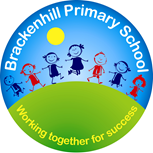 Brackenhill Primary School
Working together for success